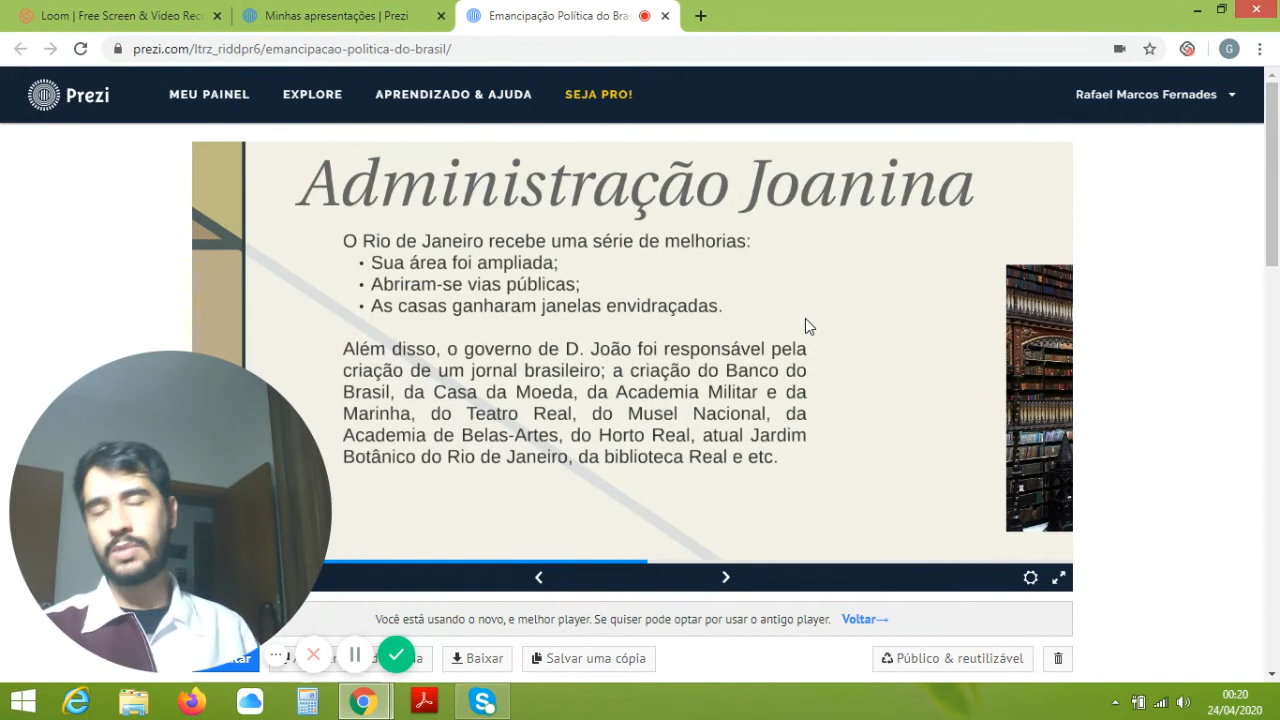 Loom | Free Screen & Video Rec
Minhas apresentações | Prezi
Emancipação Política do Bras
prezi.com/ltrz_riddpr6/emancipacao-politica-do-brasil/
G
Prezi
MEU PAINEL
EXPLORE
APRENDIZADO & AJUDA
SEJA PRO!
Rafael Marcos Fernades
Administração Joanina
O Rio de Janeiro recebe uma série de melhorias:
• Sua área foi ampliada;
• Abriram-se vias públicas;
• As casas ganharam janelas envidraçadas.
Além disso, o governo de D. João foi responsável pela
criação de um jornal brasileiro; a criação do Banco do
Brasil, da Casa da Moeda, da Academia Militar e da
Marinha, do Teatro Real, do Musel Nacional, da
Academia de Belas-Artes, do Horto Real, atual Jardim
Botânico do Rio de Janeiro, da biblioteca Real e etc.
Você está usando o novo, e melhor player. Se quiser pode optar por usar o antigo player. Voltar→
Baixar
Salvar uma cópia
Público & reutilizável
00:20
24/04/2020